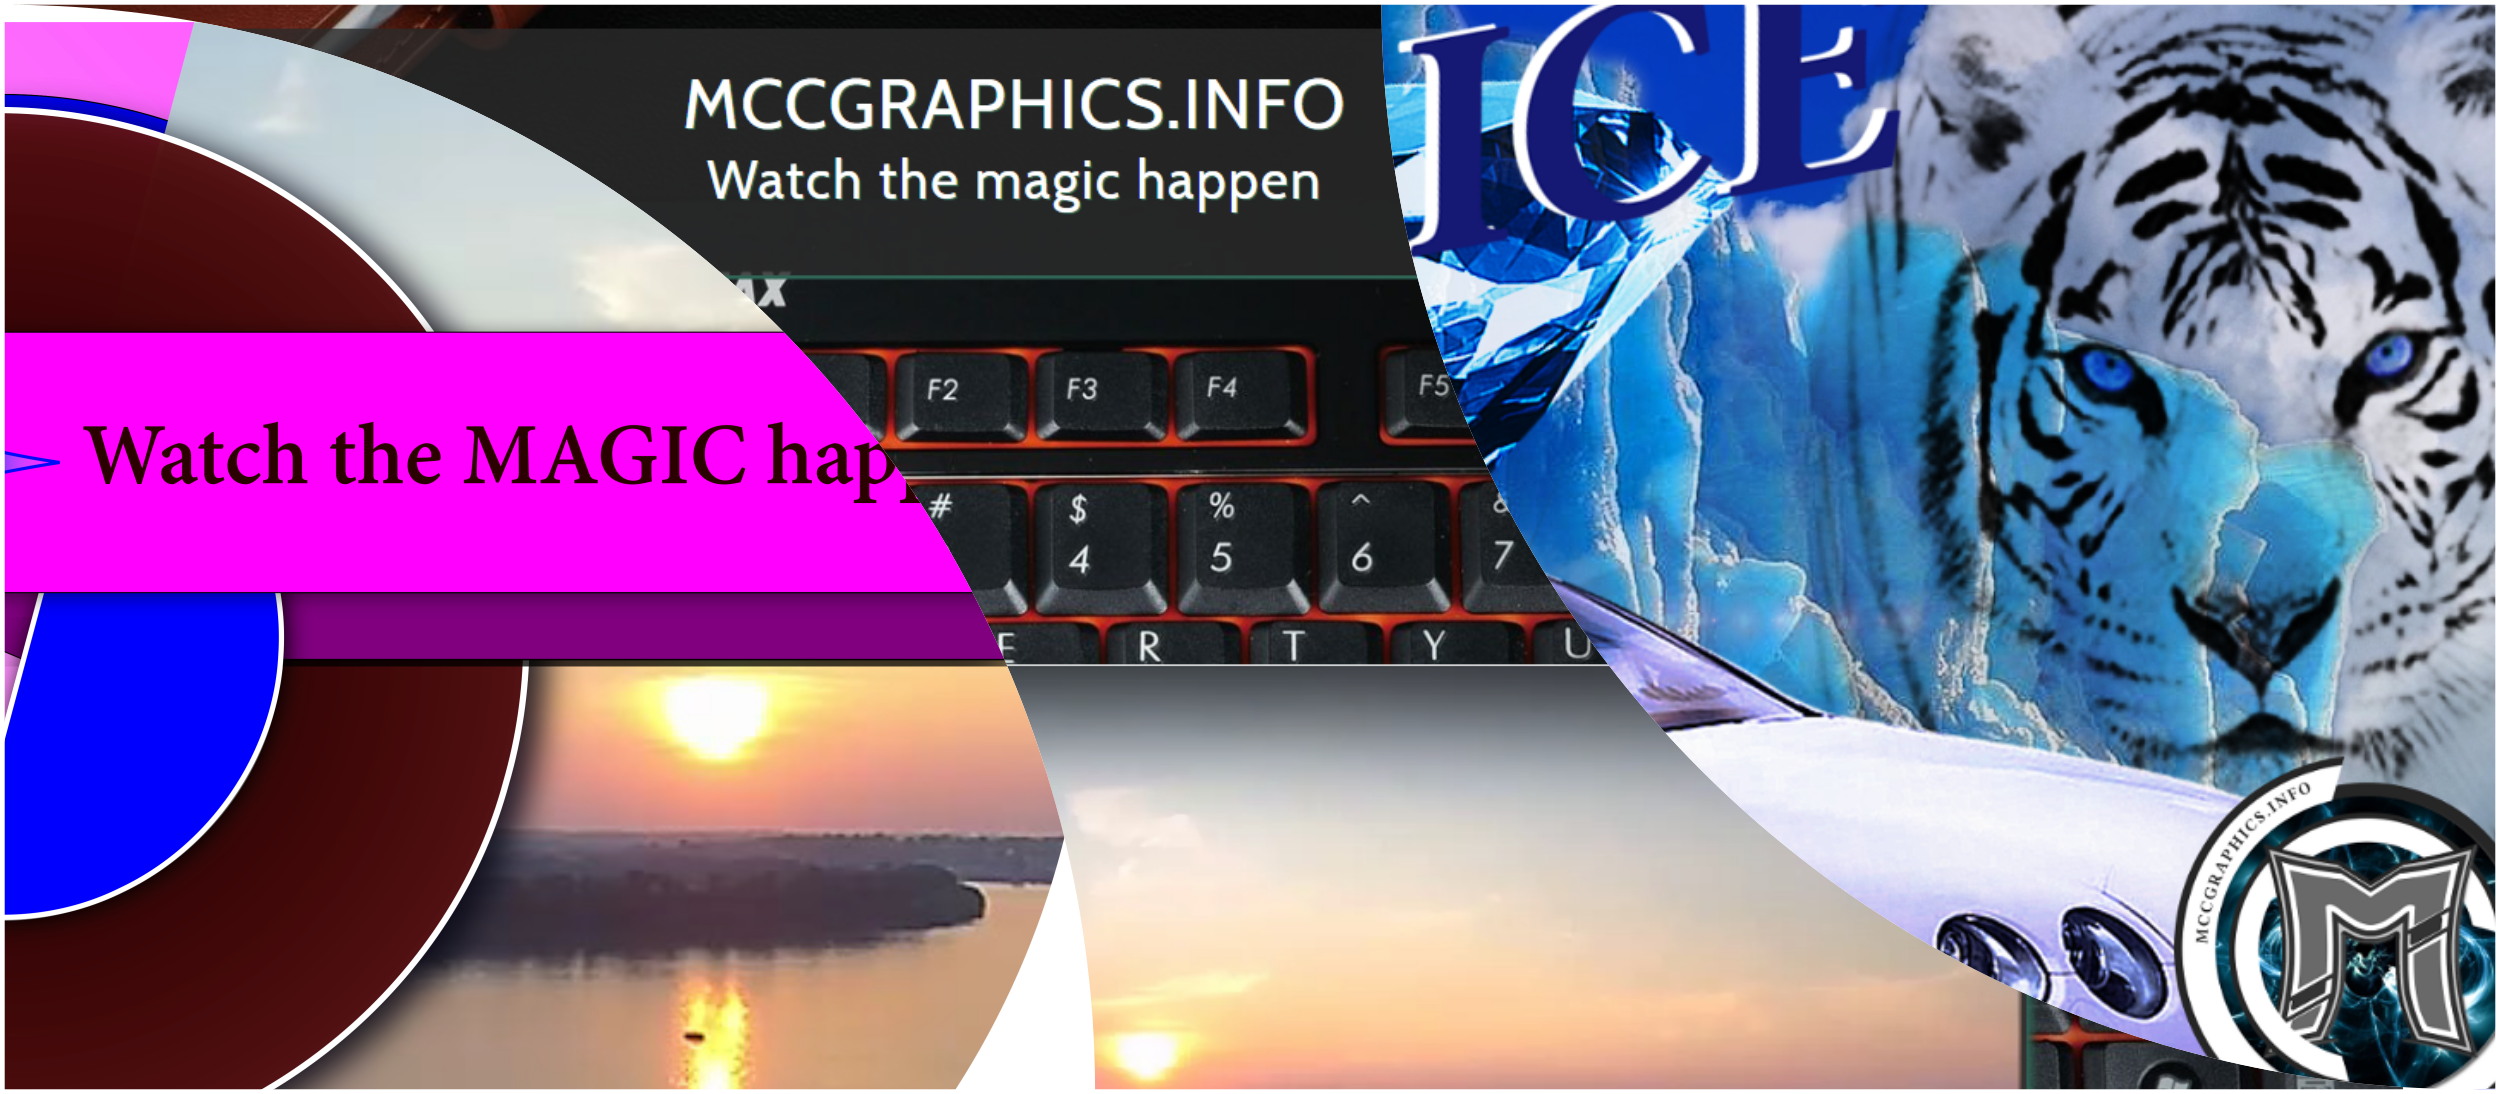 MCCGRAPHICS.INFO
Watch the magic happen
ICE
AX
F2 F3 F4 F5
Watch the MAGIC hap
# $ % ^ &
4 5 6 7
E R T Y U
MCCGRAPHICS.INFO
M